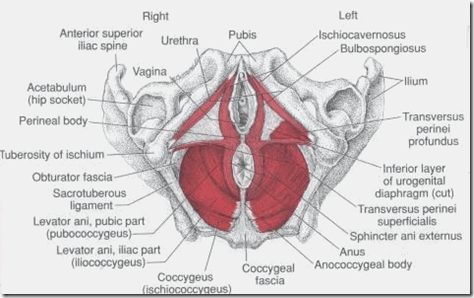 Right
Left
Anterior superior
iliac spine
Urethra
Pubis
Ischiocavernosus
Bulbospongiosus
Vagina
Ilium
Acetabulum
(hip socket)
Perineal body
Transversus
perinei
profundus
Tuberosity of ischium
Obturator fascia
Sacrotuberous
ligament
Inferior layer
of urogenital
diaphragm (cut)
Levator ani, pubic part
(pubococcygeus)
Transversus perinei
superficialis
Sphincter ani externus
Levator ani, iliac part
(iliococcygeus)
Anus
Anococcygeal body
Coccygeus
(ischiococcygeus)
Coccygeal
fascia